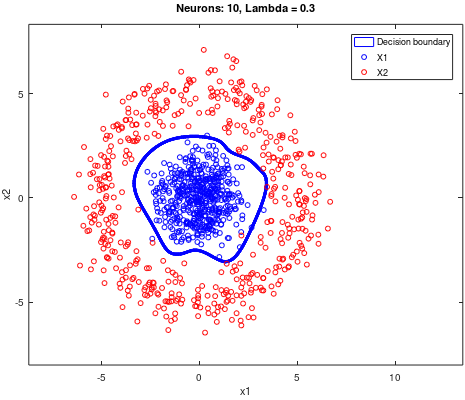 Neurons: 10, Lambda = 0.3
Decision boundary
X1
X2
x2
5
0
-5
-5
0
5
10
x1